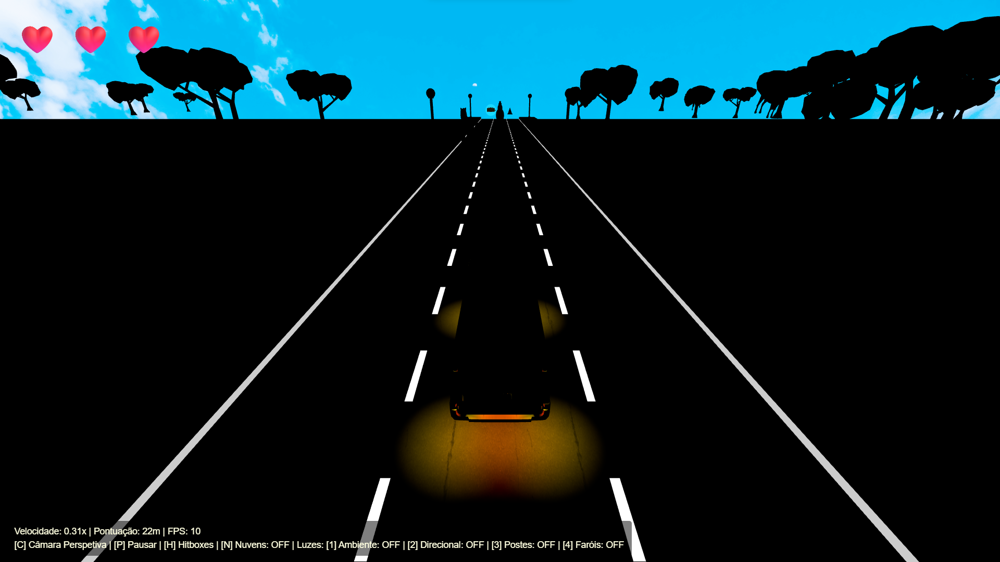 Velocidade: 0.31x | Pontuação: 22m | FPS: 10
[C] Câmara Perspetiva | [P] Pausar | [H] Hitboxes | [N] Nuvens: OFF | Luzes: [1] Ambiente: OFF | [2] Direcional: OFF | [3] Postes: OFF | [4] Faróis: OFF